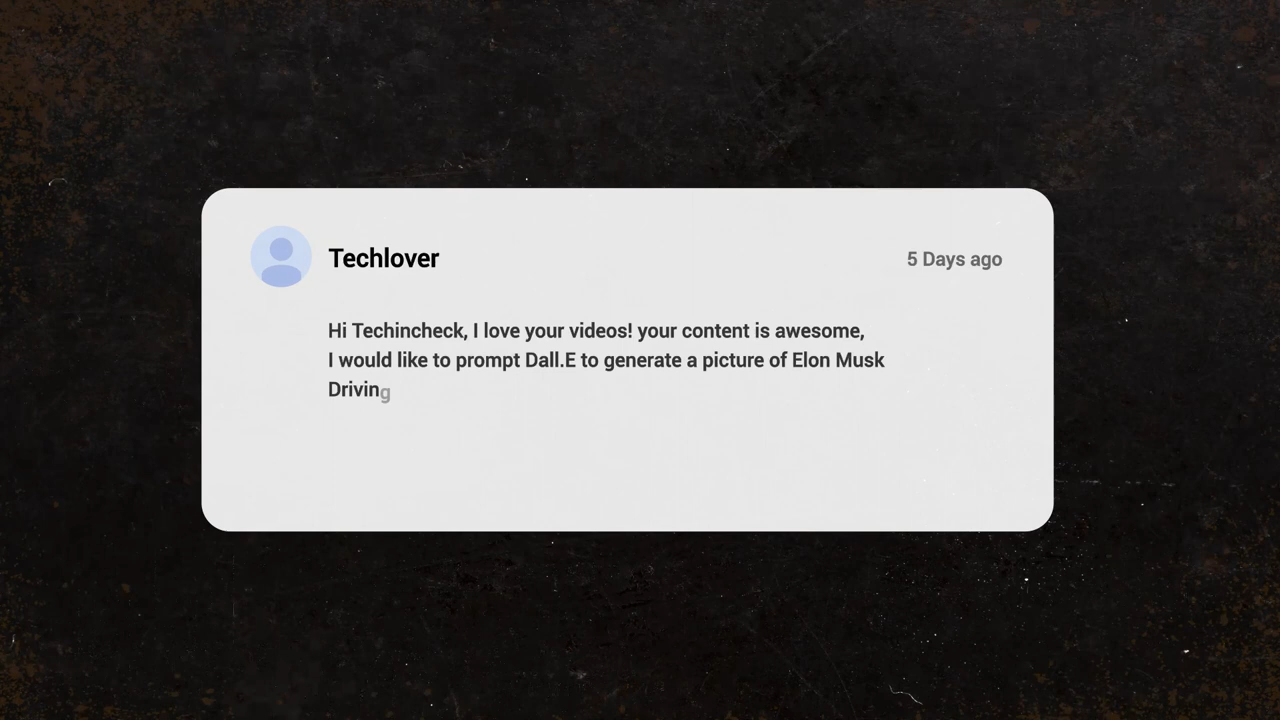 Techlover
5 Days ago
Hi Techincheck, I love your videos! your content is awesome,
I would like to prompt Dall.E to generate a picture of Elon Musk
Driving